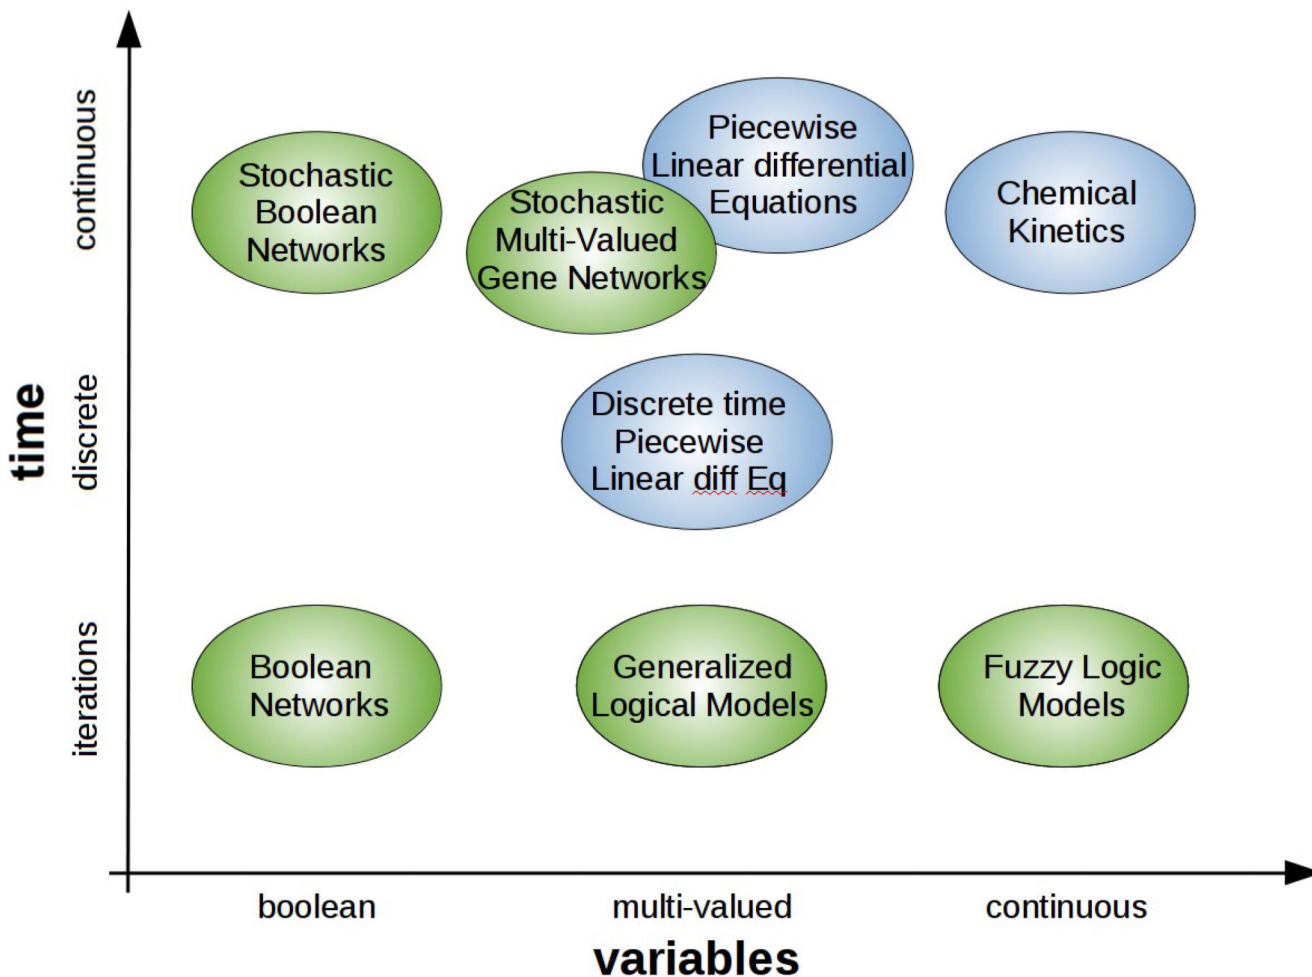 continuous
discrete
iterations
time
Stochastic
Boolean
Networks
Stochastic
Multi-Valued
Gene Networks
Piecewise
Linear differential
Equations
Chemical
Kinetics
Discrete time
Piecewise
Linear diff Eq
Boolean
Networks
Generalized
Logical Models
Fuzzy Logic
Models
boolean
multi-valued
continuous
variables